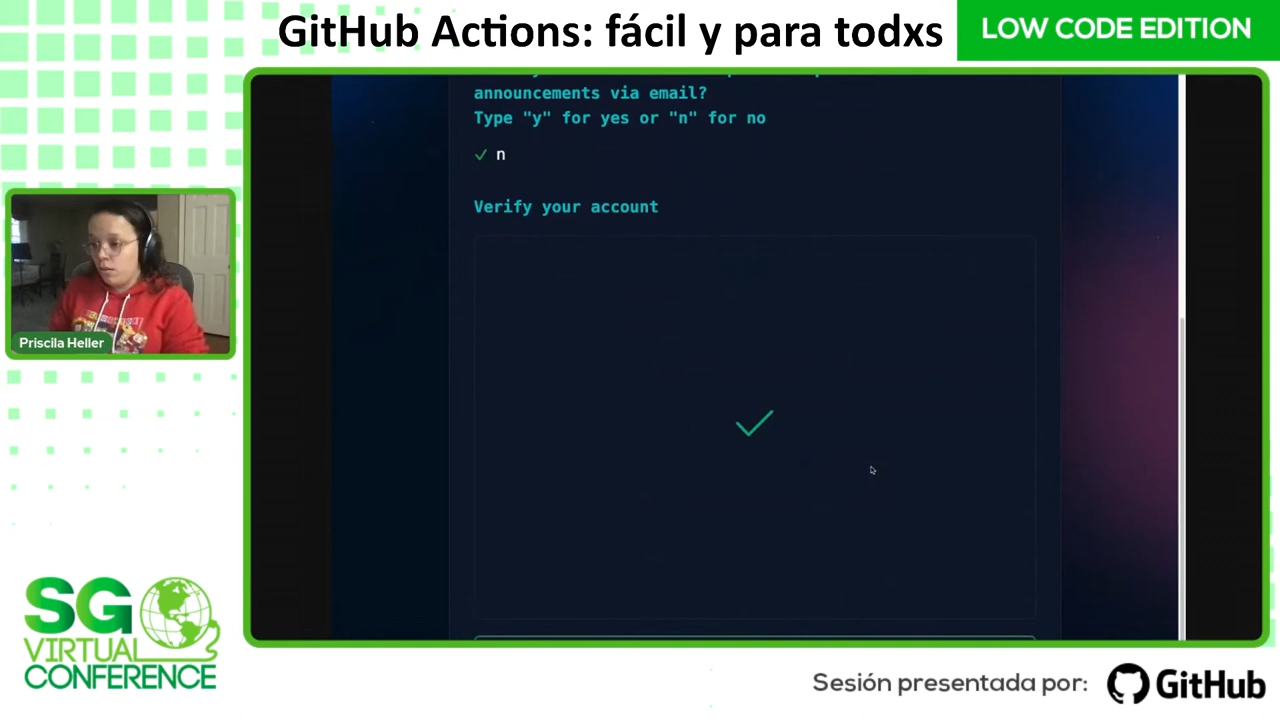 GitHub Actions: fácil y para todxs
LOW CODE EDITION
announcements via email?
Type "y" for yes or "n" for no
✓ n
Verify your account
Priscila Heller
SG
VIRTUAL
CONFERENCE
Sesión presentada por:
GitHub